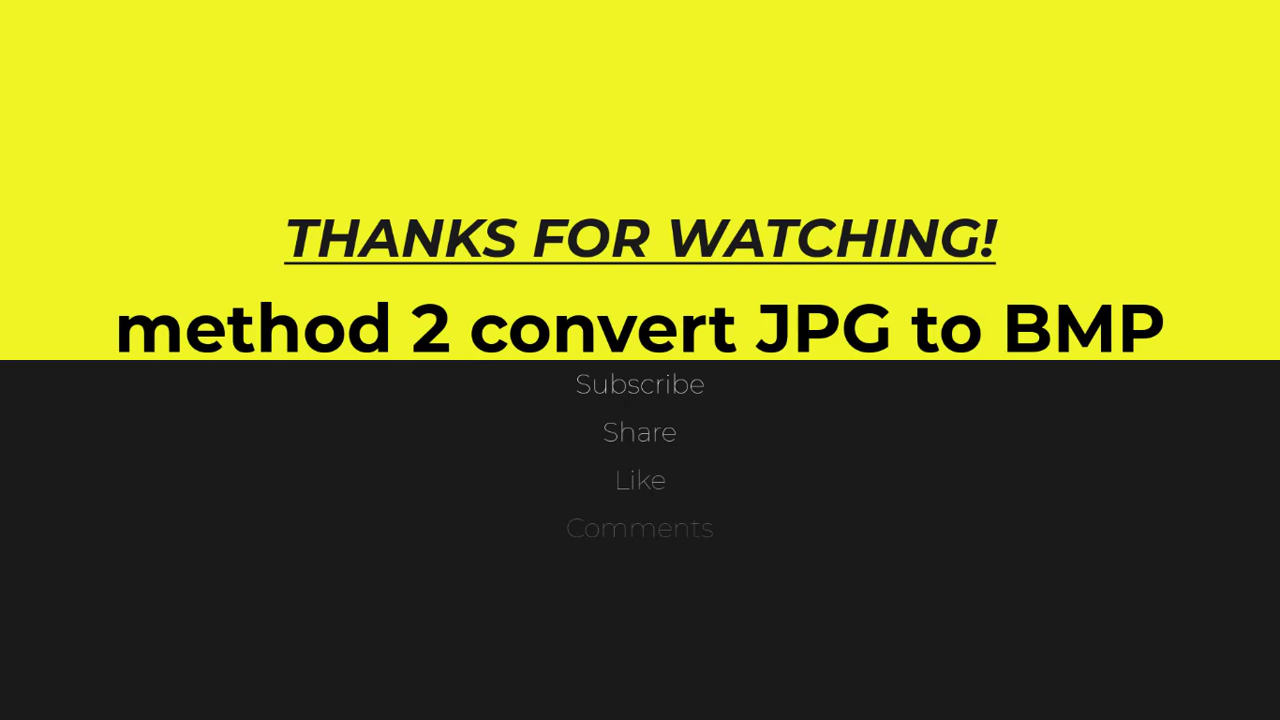 THANKS FOR WATCHING!
method 2 convert JPG to BMP
Subscribe
Share
Like
Comments